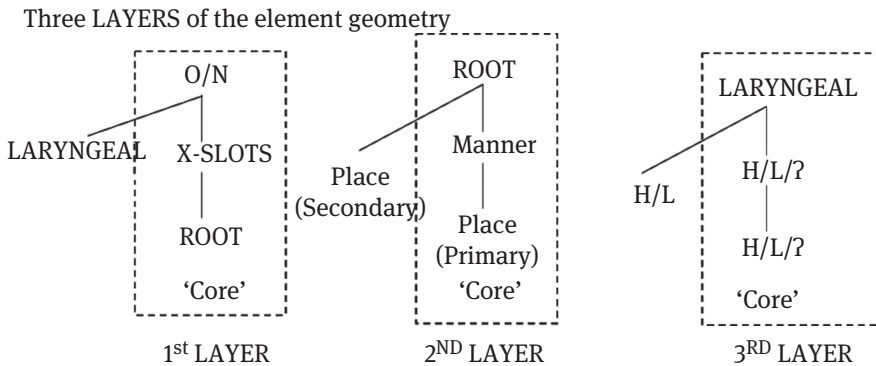 Three LAYERS of the element geometry
O/N
LARYNGEAL X-SLOTS
ROOT
‘Core’
1st LAYER
ROOT
Manner
Place
(Secondary)
Place
(Primary)
‘Core’
2ND LAYER
LARYNGEAL
H/L
H/L/ʔ
H/L/ʔ
‘Core’
3RD LAYER